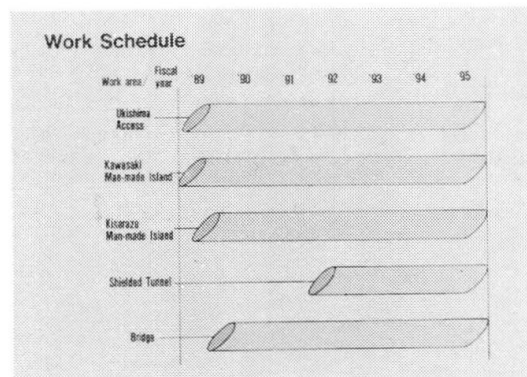 Work Schedule
Work area/ Fiscal year 89 '90 91 '92 93 94 95
Ukishima
Access
Kawasaki
Man-made Island
Kisarazu
Man-made Island
Shielded Tunnel
Bridge